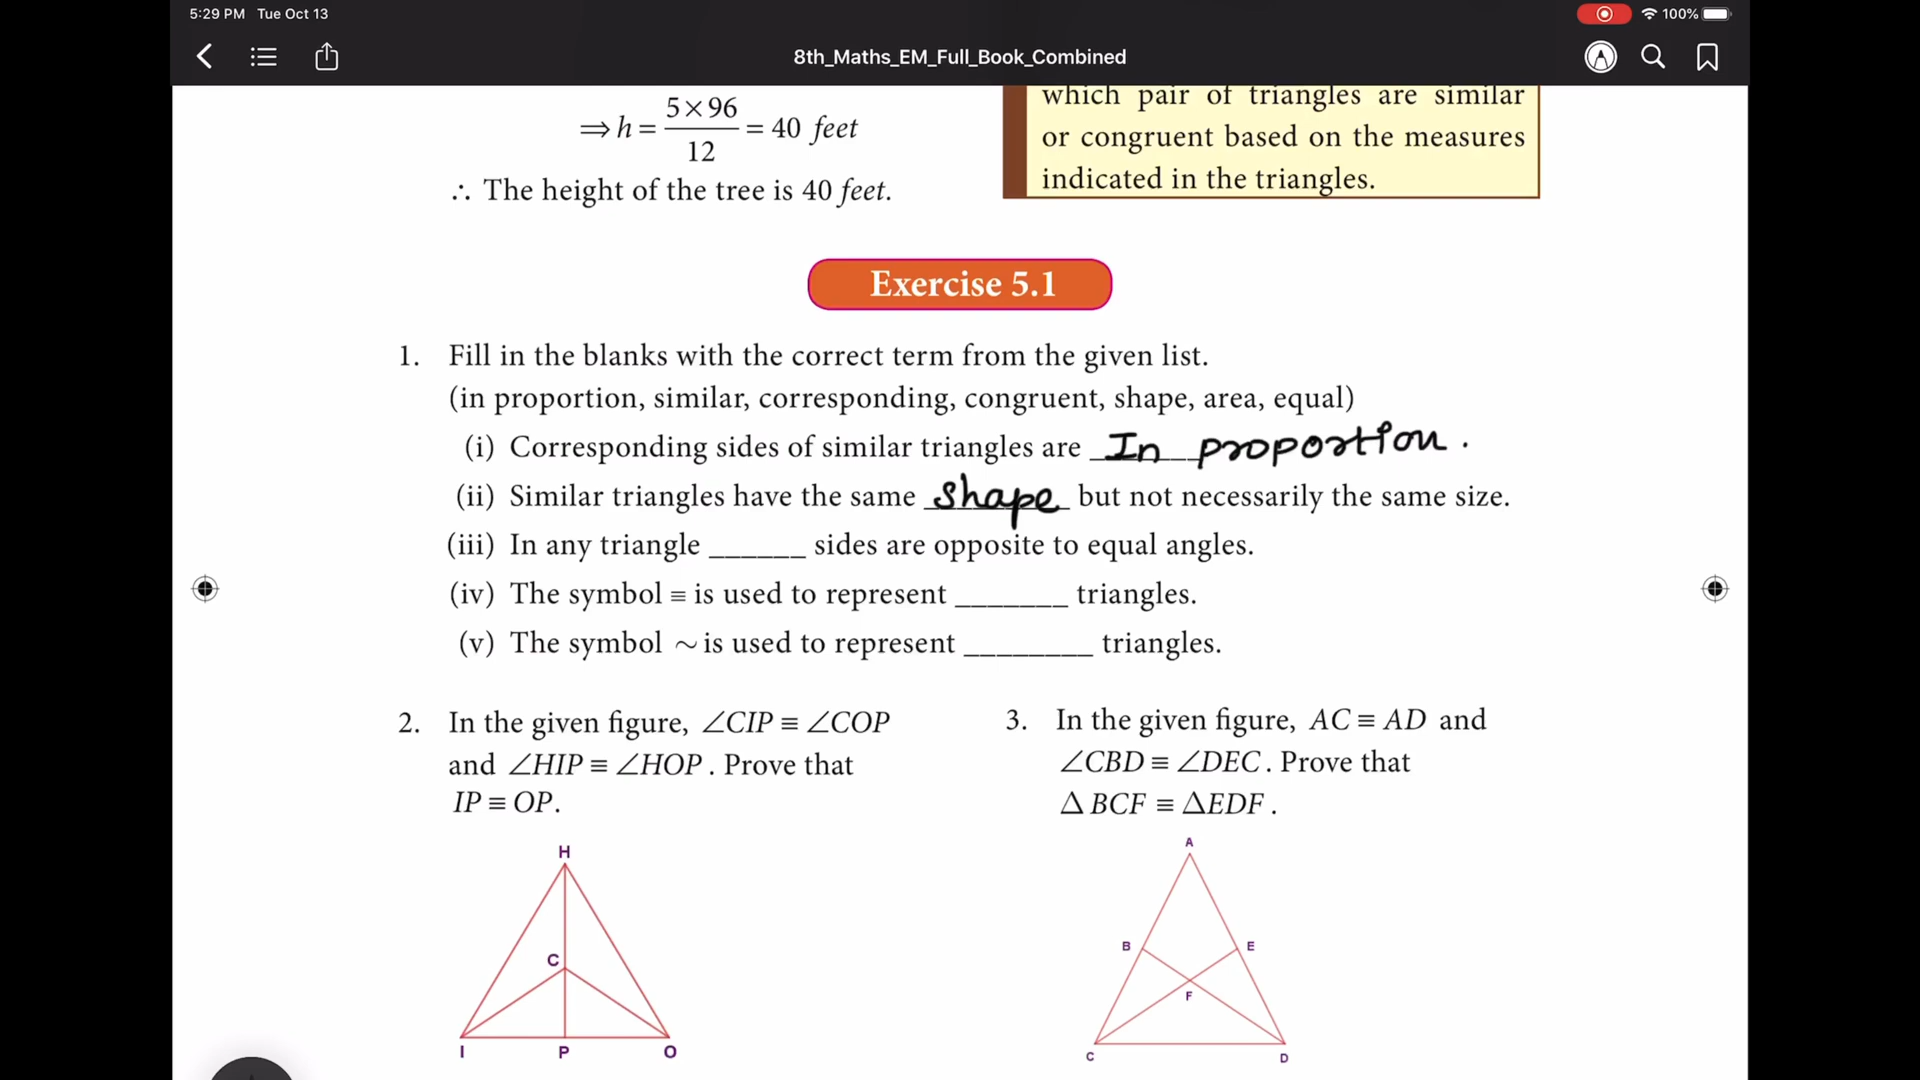 5:29 PM Tue Oct 13
100%
8th_Maths_EM_Full_Book_Combined
⇒ h = 5×96/12 = 40 feet
∴ The height of the tree is 40 feet.
which pair of triangles are similar
or congruent based on the measures
indicated in the triangles.
Exercise 5.1
1. Fill in the blanks with the correct term from the given list.
(in proportion, similar, corresponding, congruent, shape, area, equal)
(i) Corresponding sides of similar triangles are In proportion.
(ii) Similar triangles have the same shape but not necessarily the same size.
(iii) In any triangle ______ sides are opposite to equal angles.
(iv) The symbol ≡ is used to represent _______ triangles.
(v) The symbol ~ is used to represent ________ triangles.
2. In the given figure, ∠CIP ≡ ∠COP
and ∠HIP ≡ ∠HOP. Prove that
IP ≡ OP.
H
C
I P O
3. In the given figure, AC ≡ AD and
∠CBD ≡ ∠DEC. Prove that
Δ BCF ≡ ΔEDF.
A
B E
F
C D